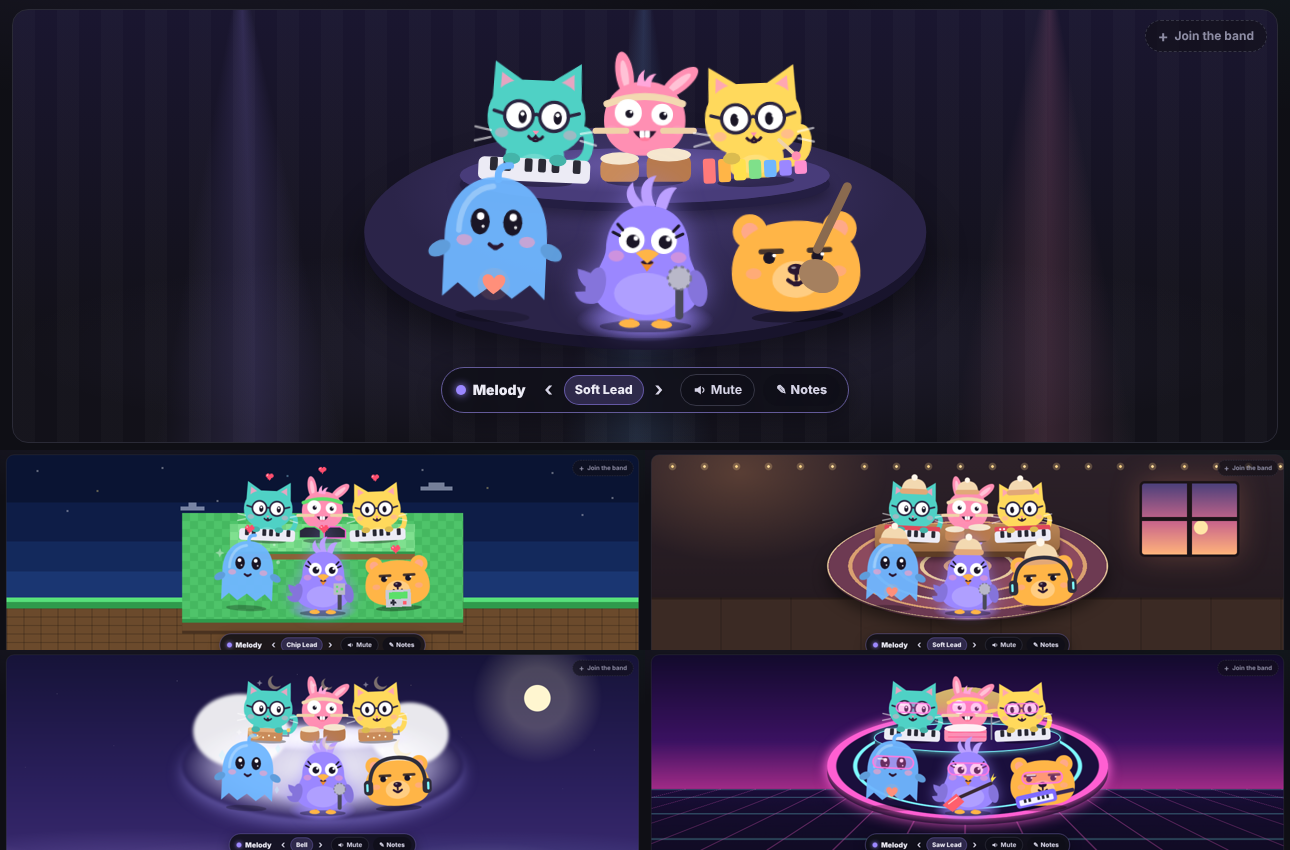 + Join the band
Melody ‹ Soft Lead › Mute ✎ Notes
+ Join the band
Melody ‹ Chip Lead › Mute ✎ Notes
+ Join the band
Melody ‹ Soft Lead › Mute ✎ Notes
+ Join the band
Melody ‹ Bell › Mute ✎ Notes
+ Join the band
Melody ‹ Saw Lead › Mute ✎ Notes